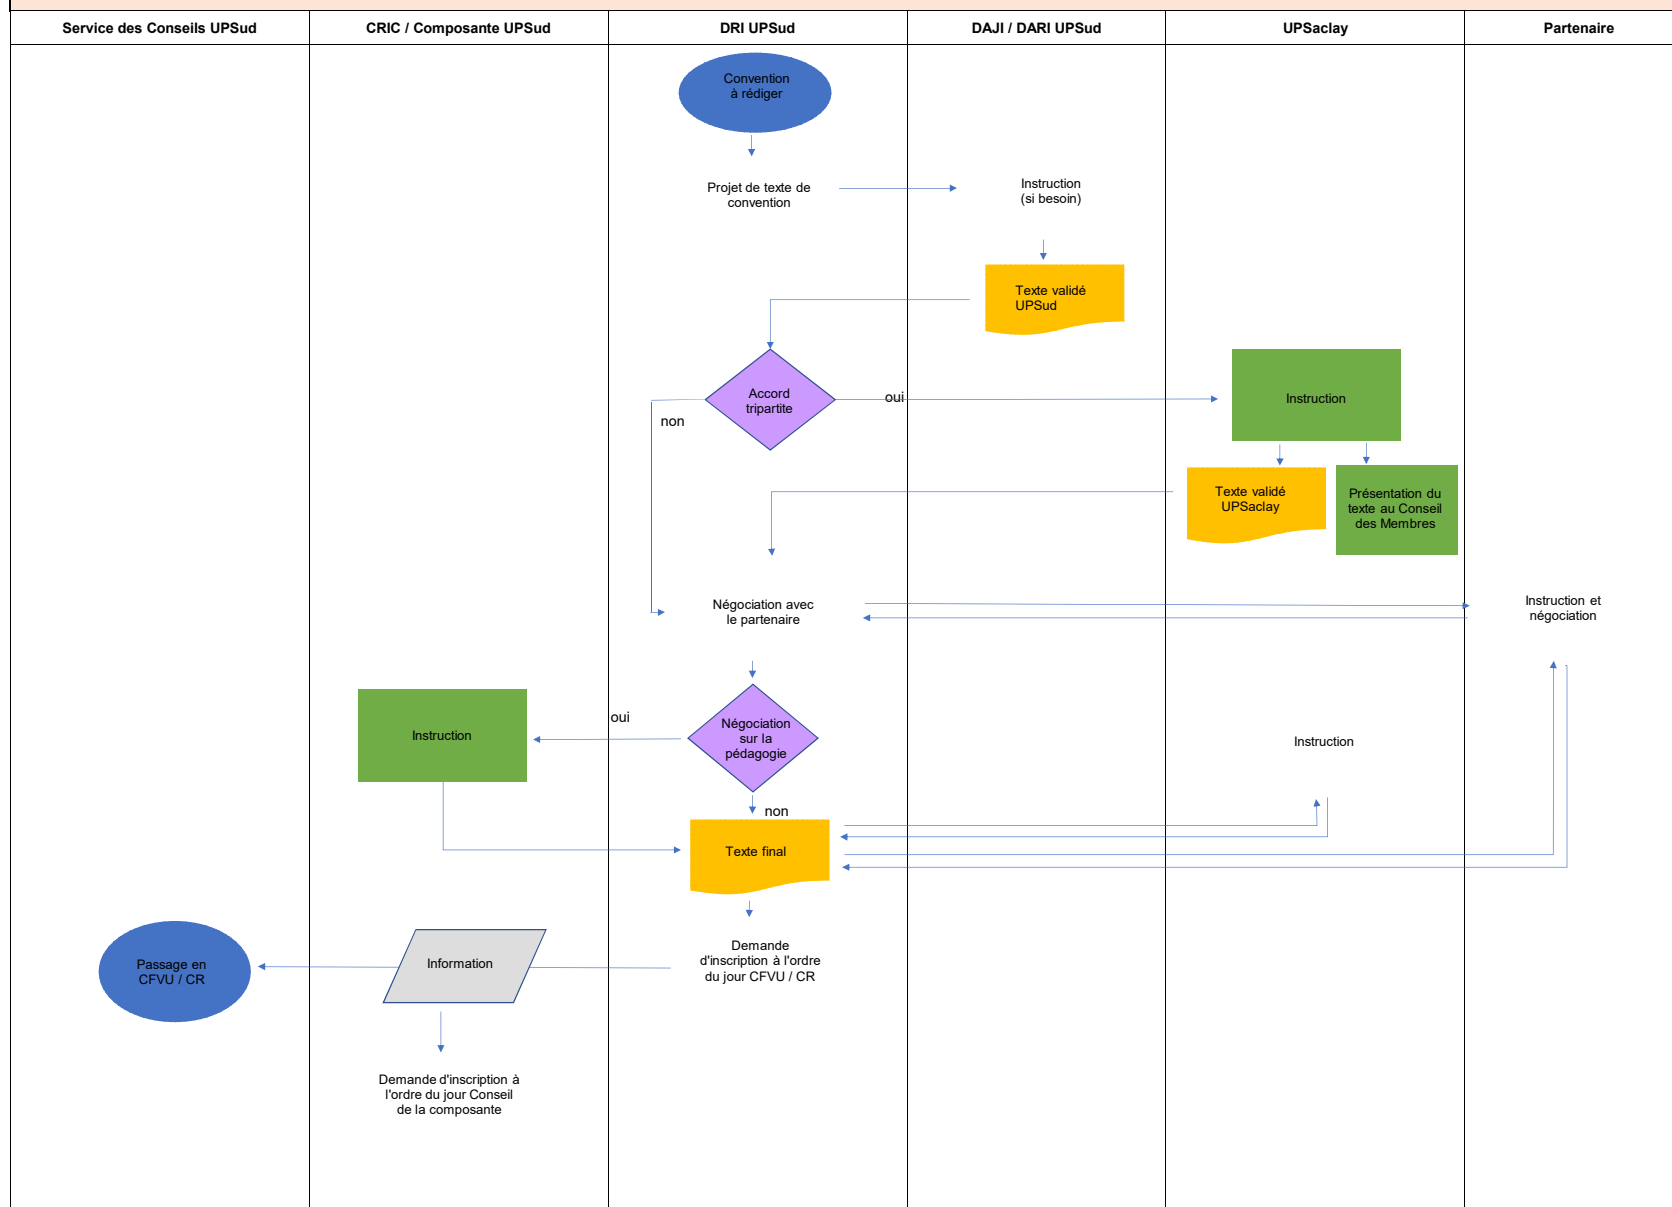 Service des Conseils UPSud
CRIC / Composante UPSud
DRI UPSud
DAJI / DARI UPSud
UPSaclay
Partenaire
Convention
à rédiger
Projet de texte de
convention
Instruction
(si besoin)
Texte validé
UPSud
Accord
tripartite
oui
non
Instruction
Texte validé
UPSaclay
Présentation du
texte au Conseil
des Membres
Négociation avec
le partenaire
Instruction et
négociation
Négociation
sur la
pédagogie
oui
Instruction
Instruction
non
Texte final
Demande
d'inscription à l'ordre
du jour CFVU / CR
Information
Passage en
CFVU / CR
Demande d'inscription à
l'ordre du jour Conseil
de la composante